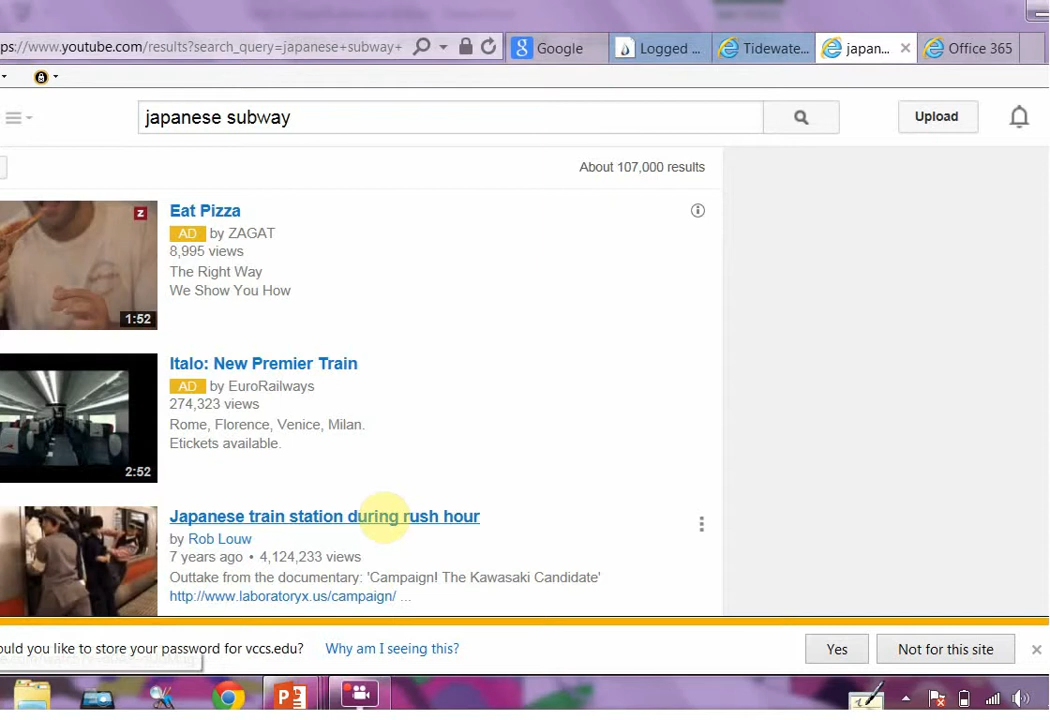 ps://www.youtube.com/results?search_query=japanese+subway+
Google
Logged ...
Tidewate...
japan...
Office 365
japanese subway
Upload
About 107,000 results
Eat Pizza
AD by ZAGAT
8,995 views
The Right Way
We Show You How
1:52
Italo: New Premier Train
AD by EuroRailways
274,323 views
Rome, Florence, Venice, Milan.
Etickets available.
2:52
Japanese train station during rush hour
by Rob Louw
7 years ago • 4,124,233 views
Outtake from the documentary: 'Campaign! The Kawasaki Candidate'
http://www.laboratoryx.us/campaign/ ...
ould you like to store your password for vccs.edu? Why am I seeing this? Yes Not for this site